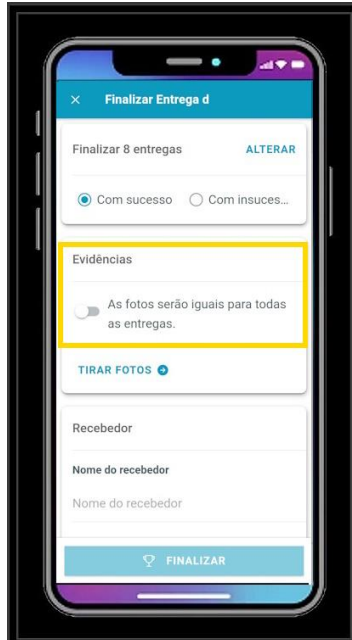 Finalizar Entrega d
Finalizar 8 entregas ALTERAR
Com sucesso Com insuces...
Evidências
As fotos serão iguais para todas
as entregas.
TIRAR FOTOS
Recebedor
Nome do recebedor
Nome do recebedor
FINALIZAR